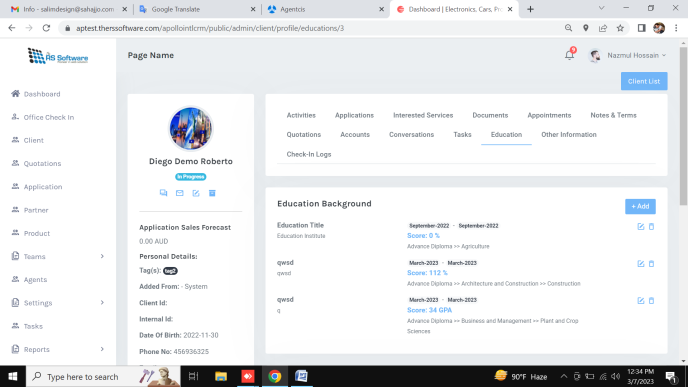 Info - salimdesign@sahajjo.com
Google Translate
Agentcis
Dashboard | Electronics, Cars, Fr
aptest.therssoftware.com/apollointlcrm/public/admin/client/profile/educations/3
RS Software
Page Name
Nazmul Hossain
Client List
Dashboard
Office Check In
Client
Quotations
Application
Partner
Product
Teams
Agents
Settings
Tasks
Reports
Diego Demo Roberto
In Progress
Application Sales Forecast
0.00 AUD
Personal Details:
Tag(s): tag2
Added From: - System
Client Id:
Internal Id:
Date Of Birth: 2022-11-30
Phone No: 456936325
Activities Applications Interested Services Documents Appointments Notes & Terms
Quotations Accounts Conversations Tasks Education Other Information
Check-In Logs
Education Background
+ Add
Education Title
Education Institute
September-2022 - September-2022
Score: 0 %
Advance Diploma >> Agriculture
qwsd
qwsd
March-2023 - March-2023
Score: 112 %
Advance Diploma >> Architecture and Construction >> Construction
qwsd
q
March-2023 - March-2023
Score: 34 GPA
Advance Diploma >> Business and Management >> Plant and Crop
Sciences
Type here to search
90°F Haze
12:34 PM
3/7/2023